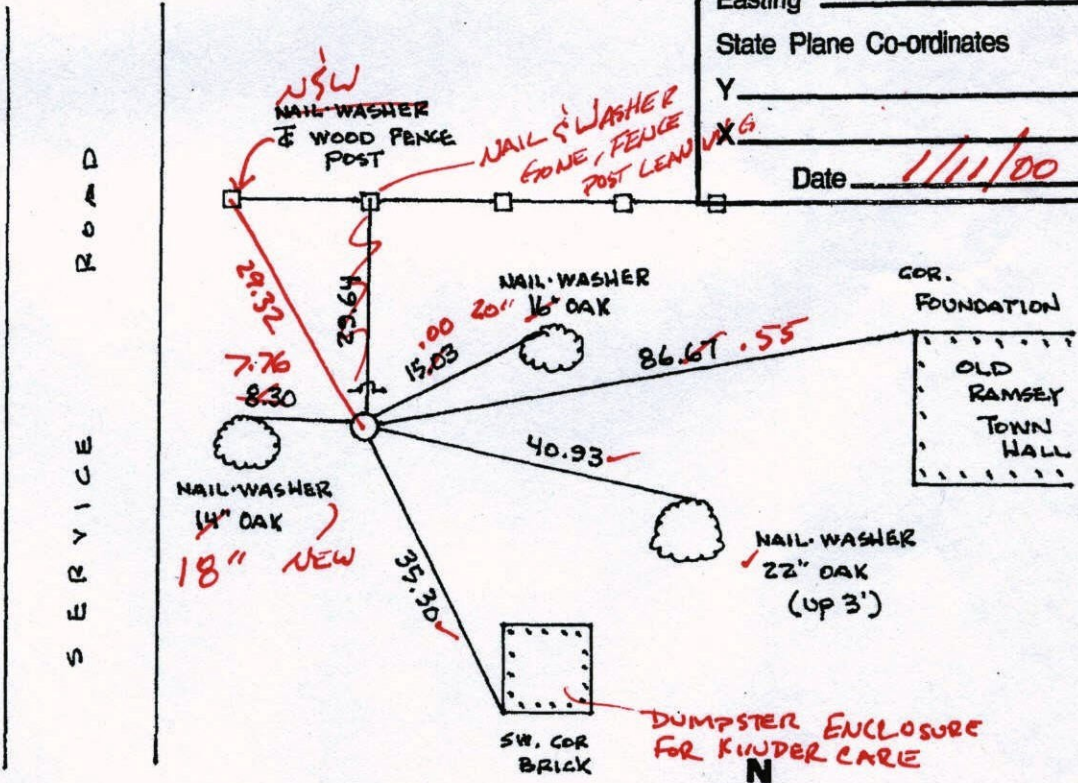 Easting
State Plane Co-ordinates
Y
X
Date 1/11/00
N&W
NAIL·WASHER
WOOD FENCE
POST
NAIL & WASHER
GONE, FENCE
POST LEANING
ROAD
SERVICE
29.32
29.64
NAIL·WASHER
20" 16" OAK
15.03 .00
86.67 .55
COR.
FOUNDATION
OLD
RAMSEY
TOWN
HALL
7.76
8.30
40.93
NAIL·WASHER
14" OAK
18" NEW
35.30
NAIL·WASHER
22" OAK
(UP 3')
SW. COR
BRICK
DUMPSTER ENCLOSURE
FOR KINDER CARE
N